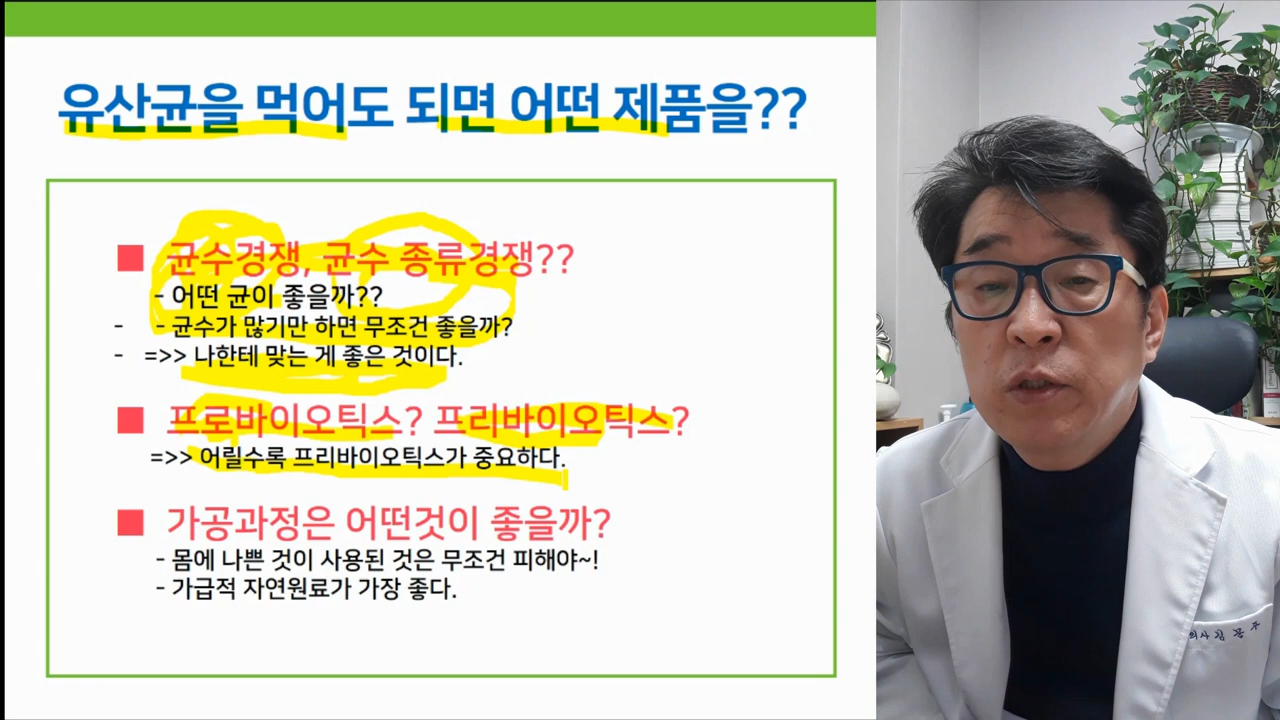 유산균을 먹어도 되면 어떤 제품을??
■ 균수경쟁, 균수 종류경쟁??
- 어떤 균이 좋을까??
- - 균수가 많기만 하면 무조건 좋을까?
- =>> 나한테 맞는 게 좋은 것이다.
■ 프로바이오틱스? 프리바이오틱스?
=>> 어릴수록 프리바이오틱스가 중요하다.
■ 가공과정은 어떤것이 좋을까?
- 몸에 나쁜 것이 사용된 것은 무조건 피해야~!
- 가급적 자연원료가 가장 좋다.
의사